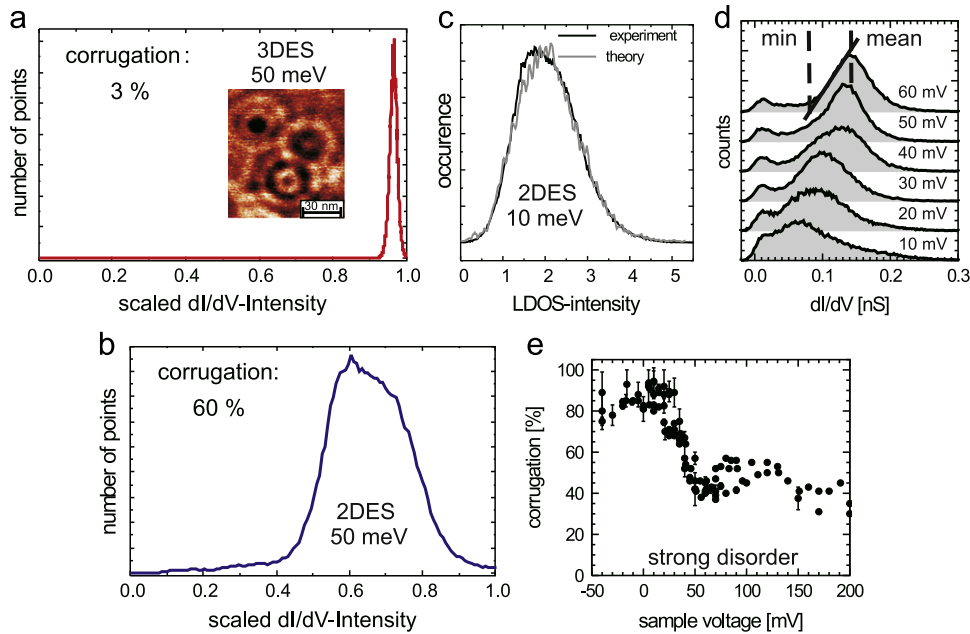 a
corrugation:
3 %
3DES
50 meV
30 nm
number of points
0.0 0.2 0.4 0.6 0.8 1.0
scaled dI/dV-Intensity
b
corrugation:
60 %
2DES
50 meV
number of points
0.0 0.2 0.4 0.6 0.8 1.0
scaled dI/dV-Intensity
c
experiment
theory
2DES
10 meV
occurence
0 1 2 3 4 5
LDOS-intensity
d
min mean
60 mV
50 mV
40 mV
30 mV
20 mV
10 mV
counts
0.0 0.1 0.2 0.3
dI/dV [nS]
e
100
80
60
40
20
0
corrugation [%]
strong disorder
-50 0 50 100 150 200
sample voltage [mV]